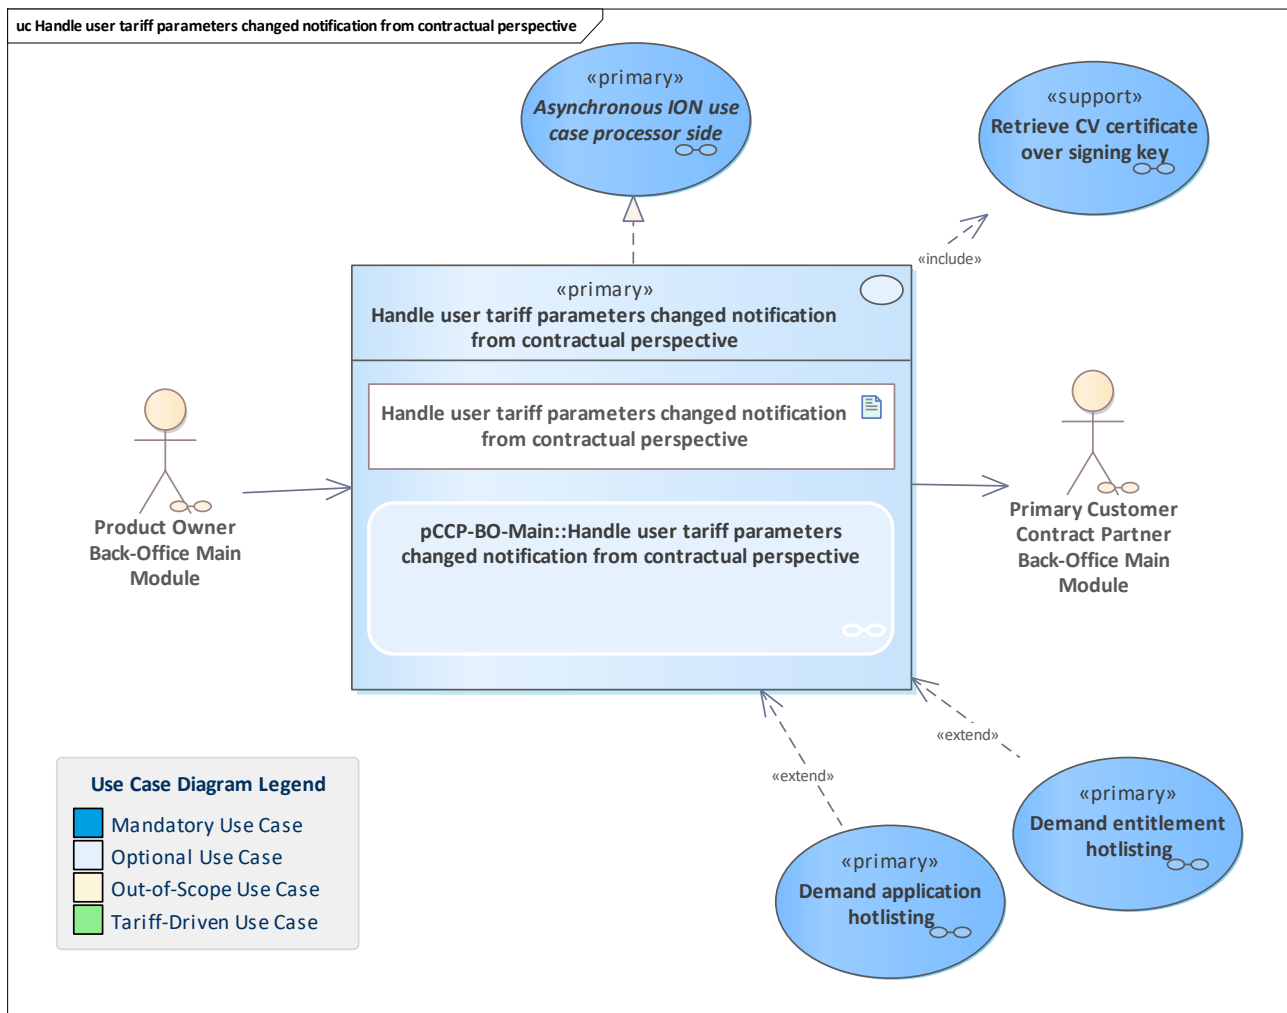 uc Handle user tariff parameters changed notification from contractual perspective
«primary»
Asynchronous ION use
case processor side
«support»
Retrieve CV certificate
over signing key
«include»
«primary»
Handle user tariff parameters changed notification
from contractual perspective
Handle user tariff parameters changed notification
from contractual perspective
pCCP-BO-Main::Handle user tariff parameters
changed notification from contractual perspective
Product Owner
Back-Office Main
Module
Primary Customer
Contract Partner
Back-Office Main
Module
«extend»
«extend»
«primary»
Demand entitlement
hotlisting
«primary»
Demand application
hotlisting
Use Case Diagram Legend
Mandatory Use Case
Optional Use Case
Out-of-Scope Use Case
Tariff-Driven Use Case